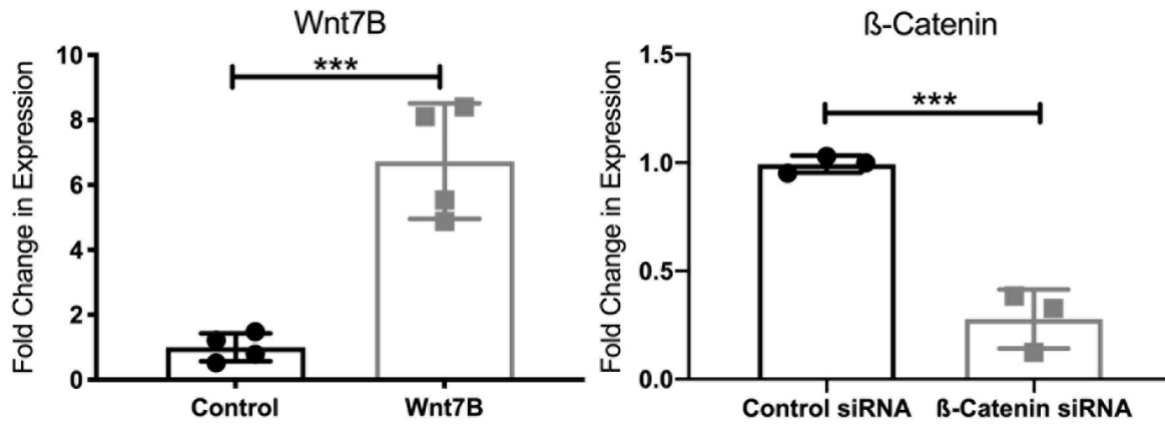 Wnt7B
Fold Change in Expression
10
8
6
4
2
0
***
Control
Wnt7B
ß-Catenin
Fold Change in Expression
1.5
1.0
0.5
0.0
***
Control siRNA
ß-Catenin siRNA